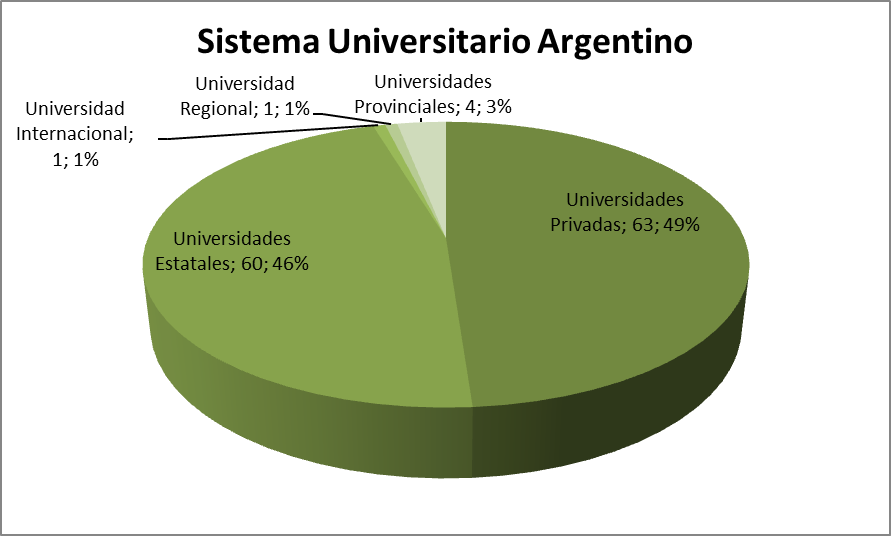 Sistema Universitario Argentino
Universidad
Internacional;
1; 1%
Universidad
Regional; 1; 1%
Universidades
Provinciales; 4; 3%
Universidades
Privadas; 63; 49%
Universidades
Estatales; 60; 46%